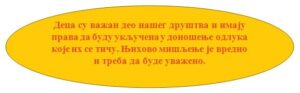 Деца су важан део нашег друштва и имају
права да буду укључена у доношење одлука
које их се тичу. Њихово мишљење је вредно
и треба да буде уважено.